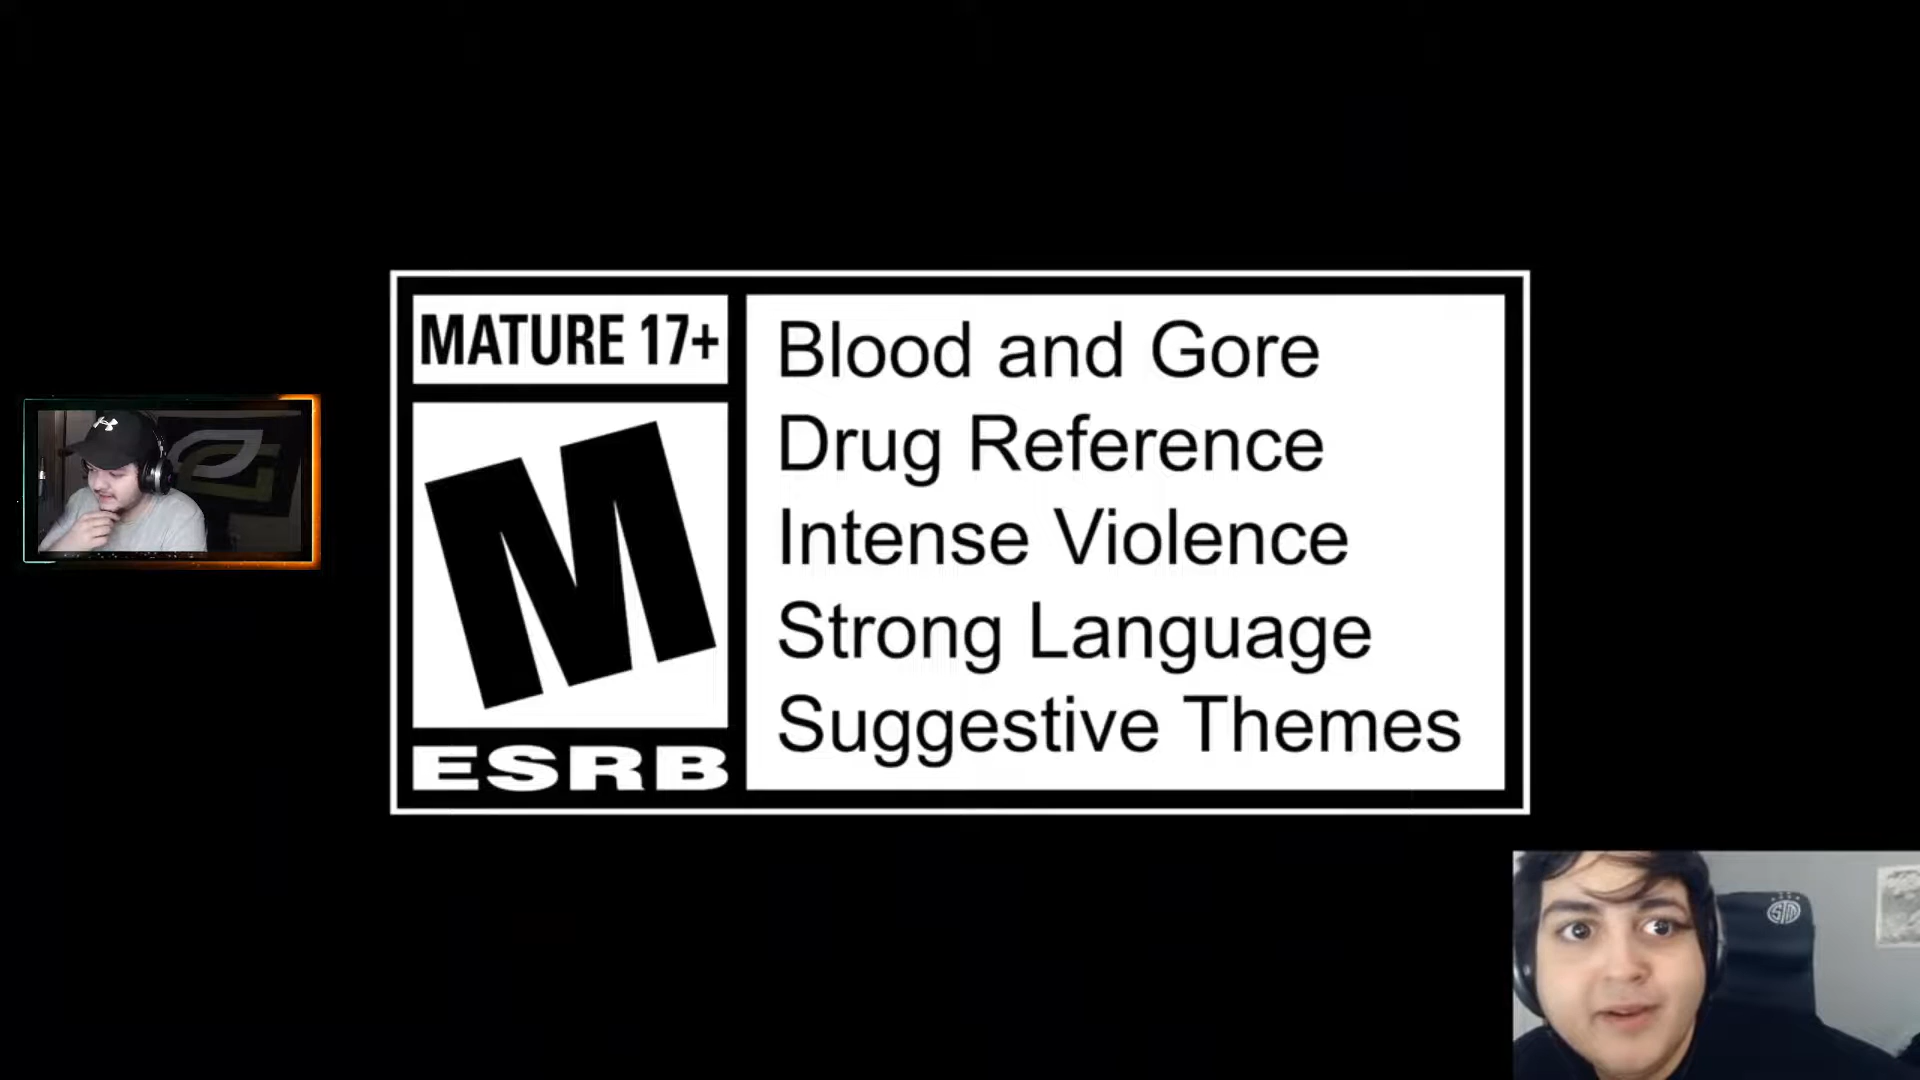 MATURE 17+
M
ESRB
Blood and Gore
Drug Reference
Intense Violence
Strong Language
Suggestive Themes